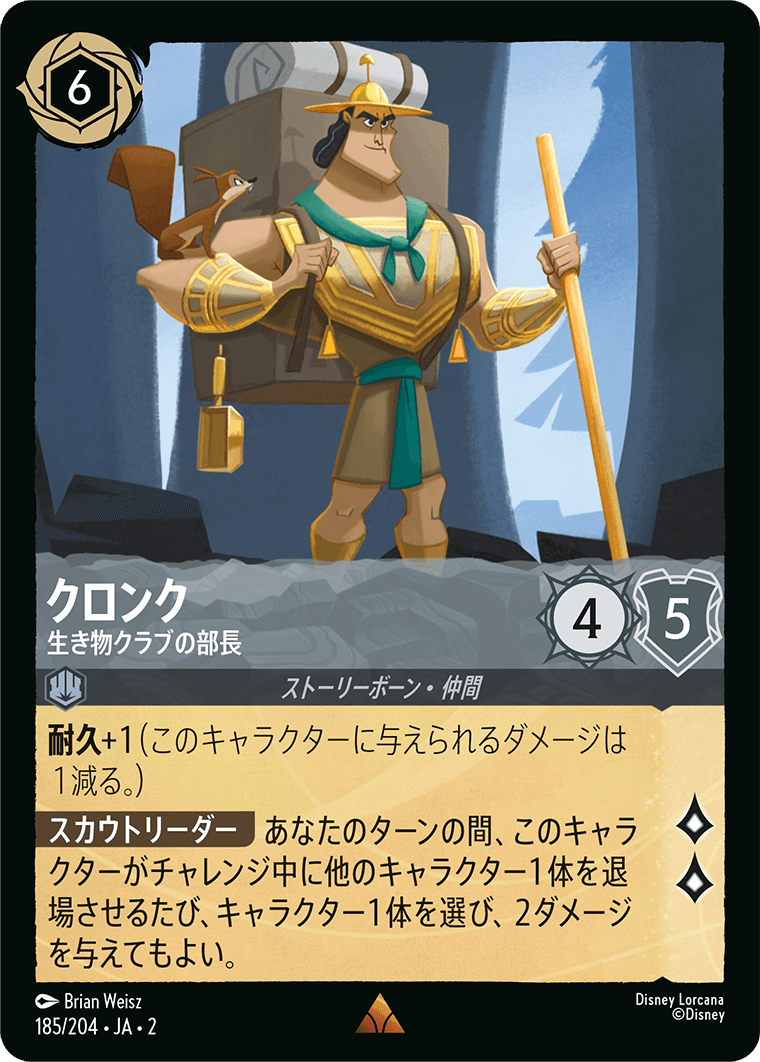 6
クロンク
生き物クラブの部長
4
5
ストーリーボーン・仲間
耐久+1(このキャラクターに与えられるダメージは
1減る。)
スカウトリーダー あなたのターンの間、このキャラ
クターがチャレンジ中に他のキャラクター1体を退
場させるたび、キャラクター1体を選び、2ダメージ
を与えてもよい。
Brian Weisz
185/204・JA・2
Disney Lorcana
©Disney